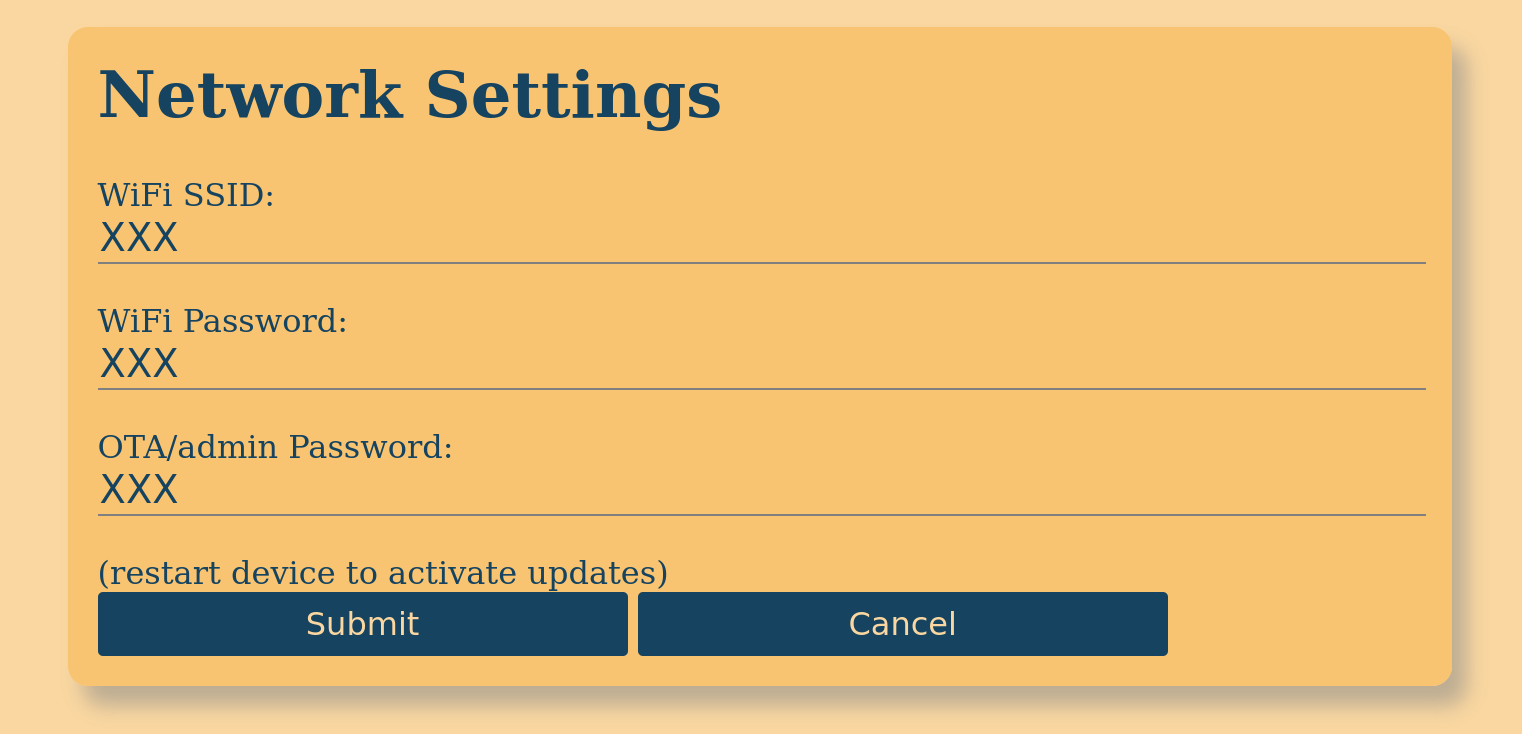 Network Settings
WiFi SSID:
XXX
WiFi Password:
XXX
OTA/admin Password:
XXX
(restart device to activate updates)
Submit Cancel